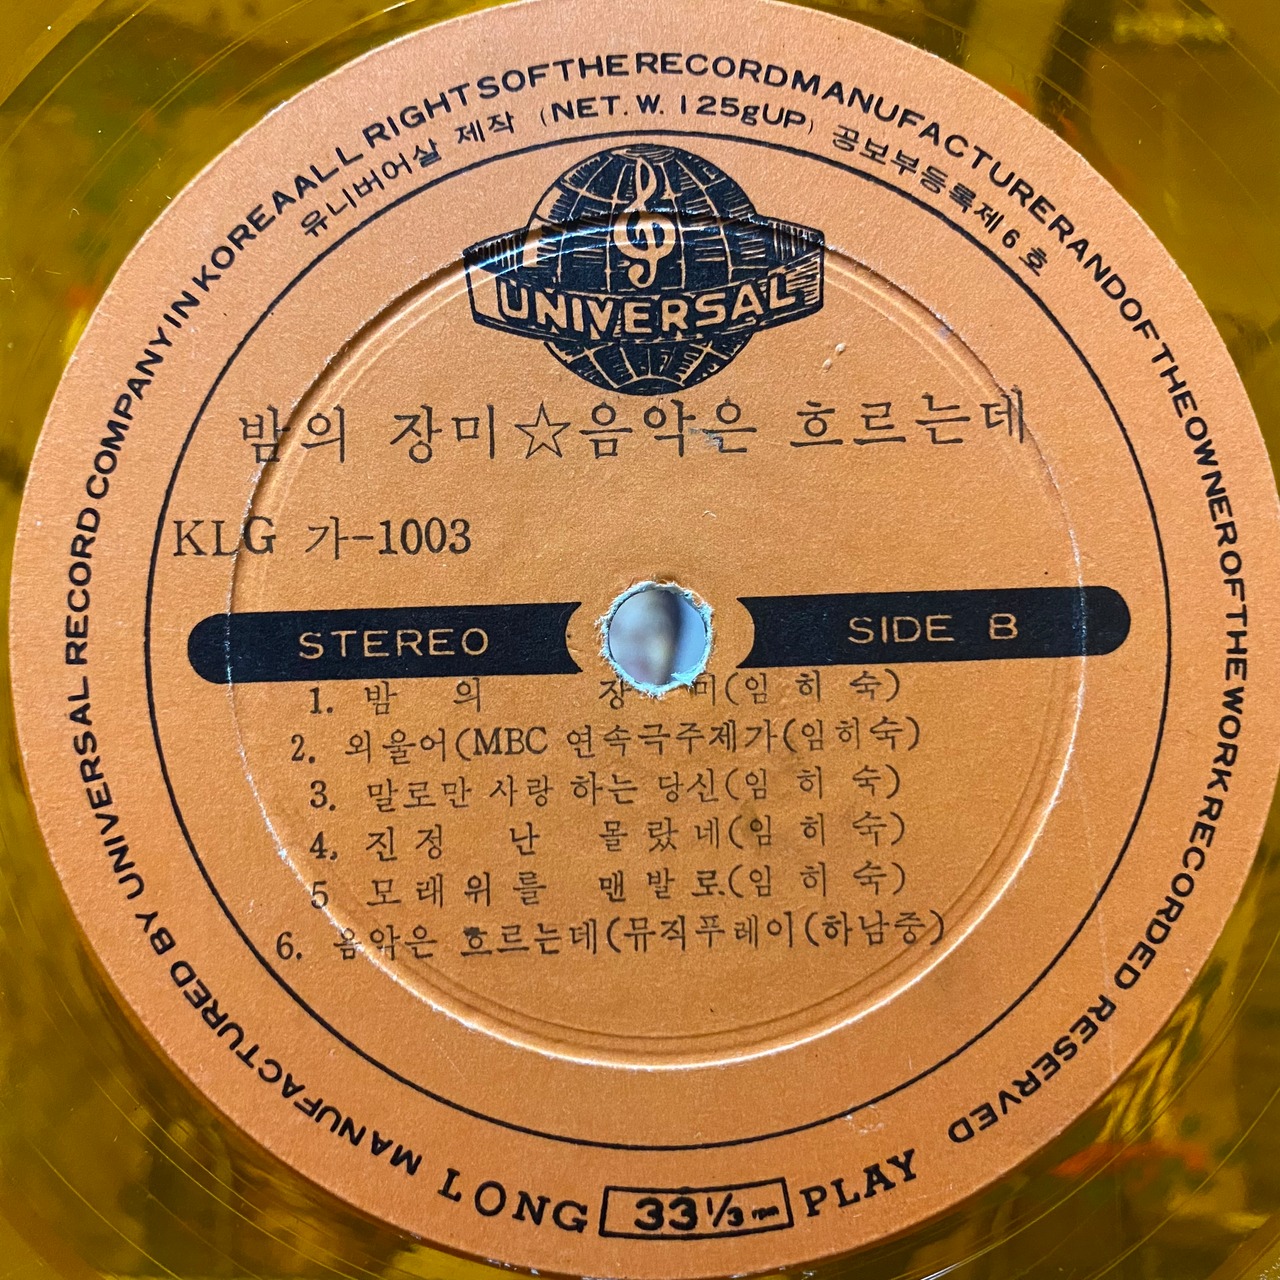 MANUFACTURED BY UNIVERSAL RECORD COMPANY IN KOREA ALL RIGHTS OF THE RECORD MANUFACTURER AND OF THE OWNER OF THE WORK RECORDED RESERVED
유니버어살 제작 (NET. W. 125gUP) 공보부등록제6호
UNIVERSAL
밤의 장미☆음악은 흐르는데
KLG 가-1003
STEREO SIDE B
1. 밤 의 장 미(임 히 숙)
2. 외울어(MBC 연속극주제가(임히숙)
3. 말로만 사랑 하는 당신(임 히 숙)
4. 진정 난 몰랐네(임 히 숙)
5 모래위를 맨발로.(임 히 숙)
6. 음악은 흐르는데(뮤직푸레이(하남중)
LONG 33⅓ rpm PLAY